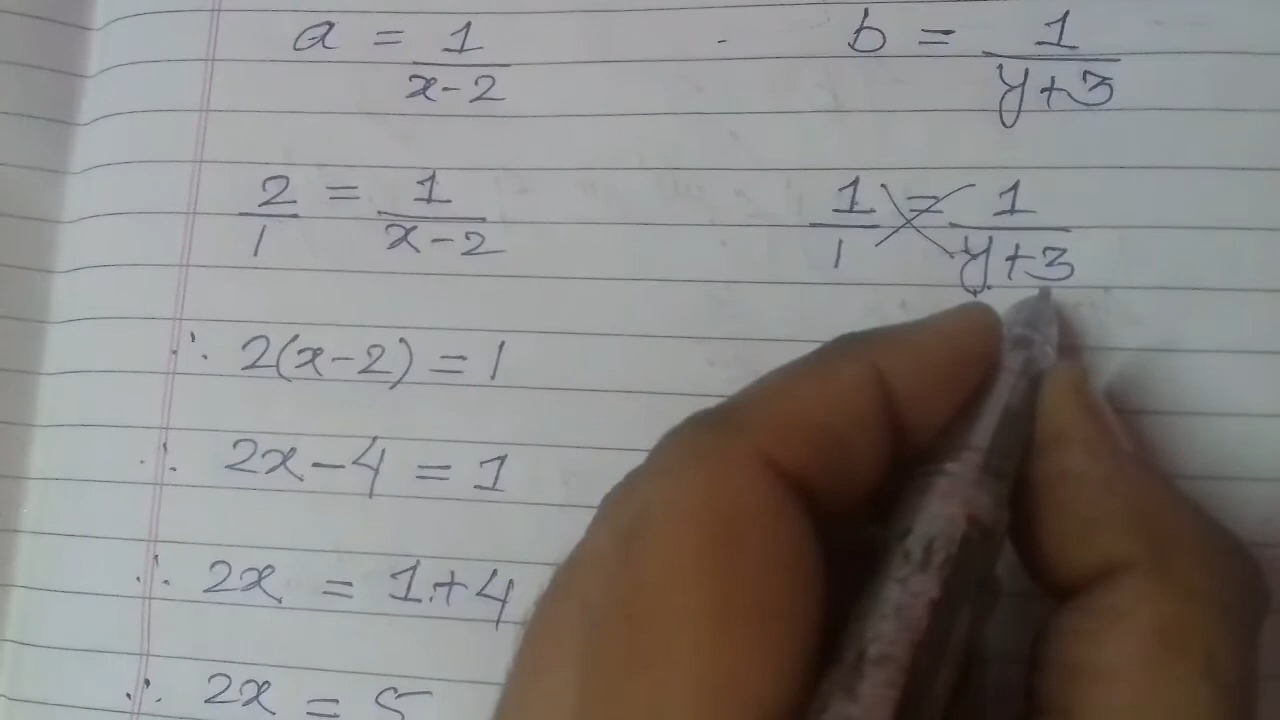 a = 1/(x-2) b = 1/(y+3)
2/1 = 1/(x-2) 1/1 = 1/(y+3)
∴ 2(x-2) = 1
∴ 2x-4 = 1
∴ 2x = 1+4
∴ 2x = 5